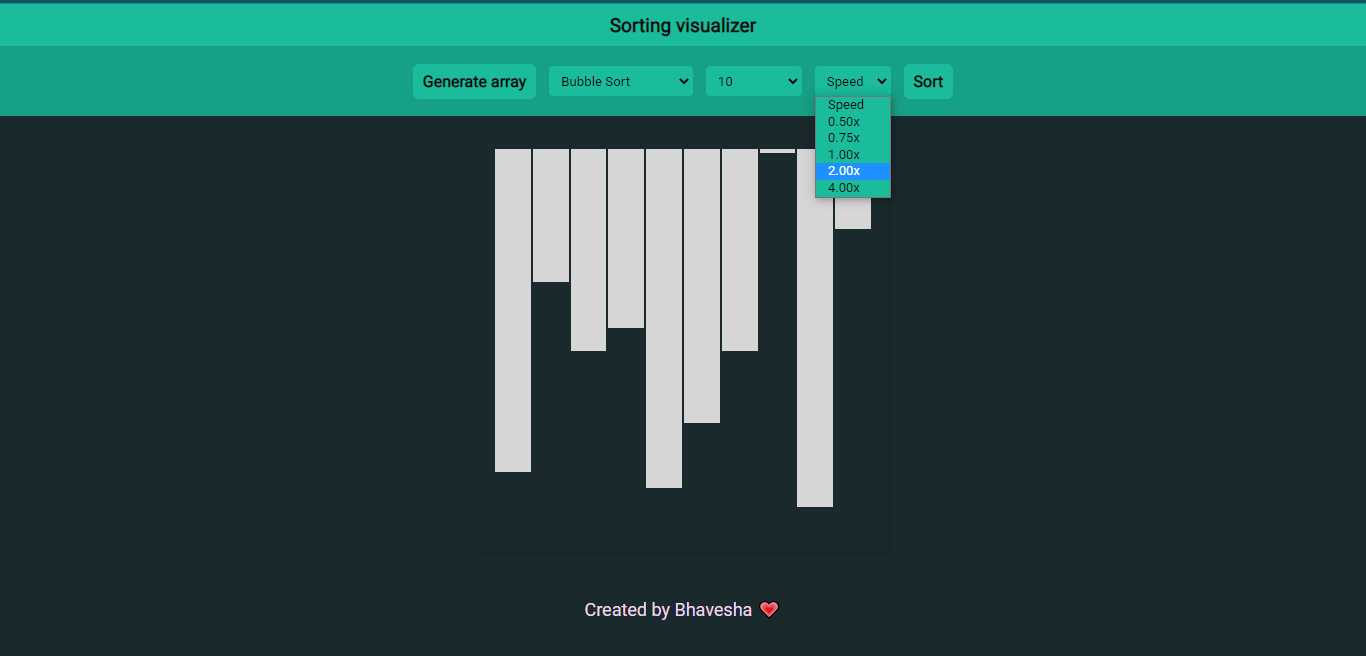 Sorting visualizer
Generate array Bubble Sort 10 Speed Sort
Speed
0.50x
0.75x
1.00x
2.00x
4.00x
Created by Bhavesha